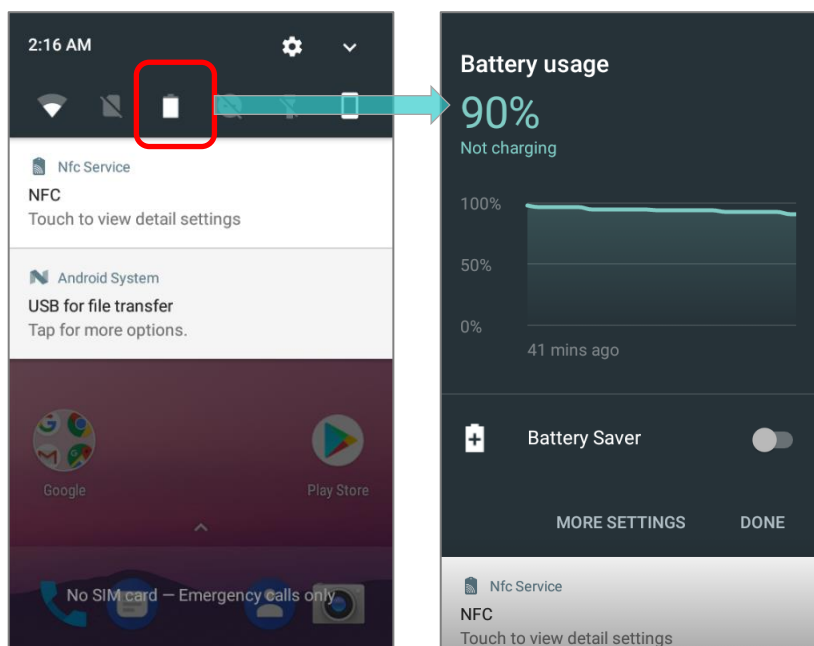 2:16 AM
Nfc Service
NFC
Touch to view detail settings
Android System
USB for file transfer
Tap for more options.
Google
Play Store
No SIM card — Emergency calls only
Battery usage
90%
Not charging
100%
50%
0%
41 mins ago
Battery Saver
MORE SETTINGS DONE
Nfc Service
NFC
Touch to view detail settings